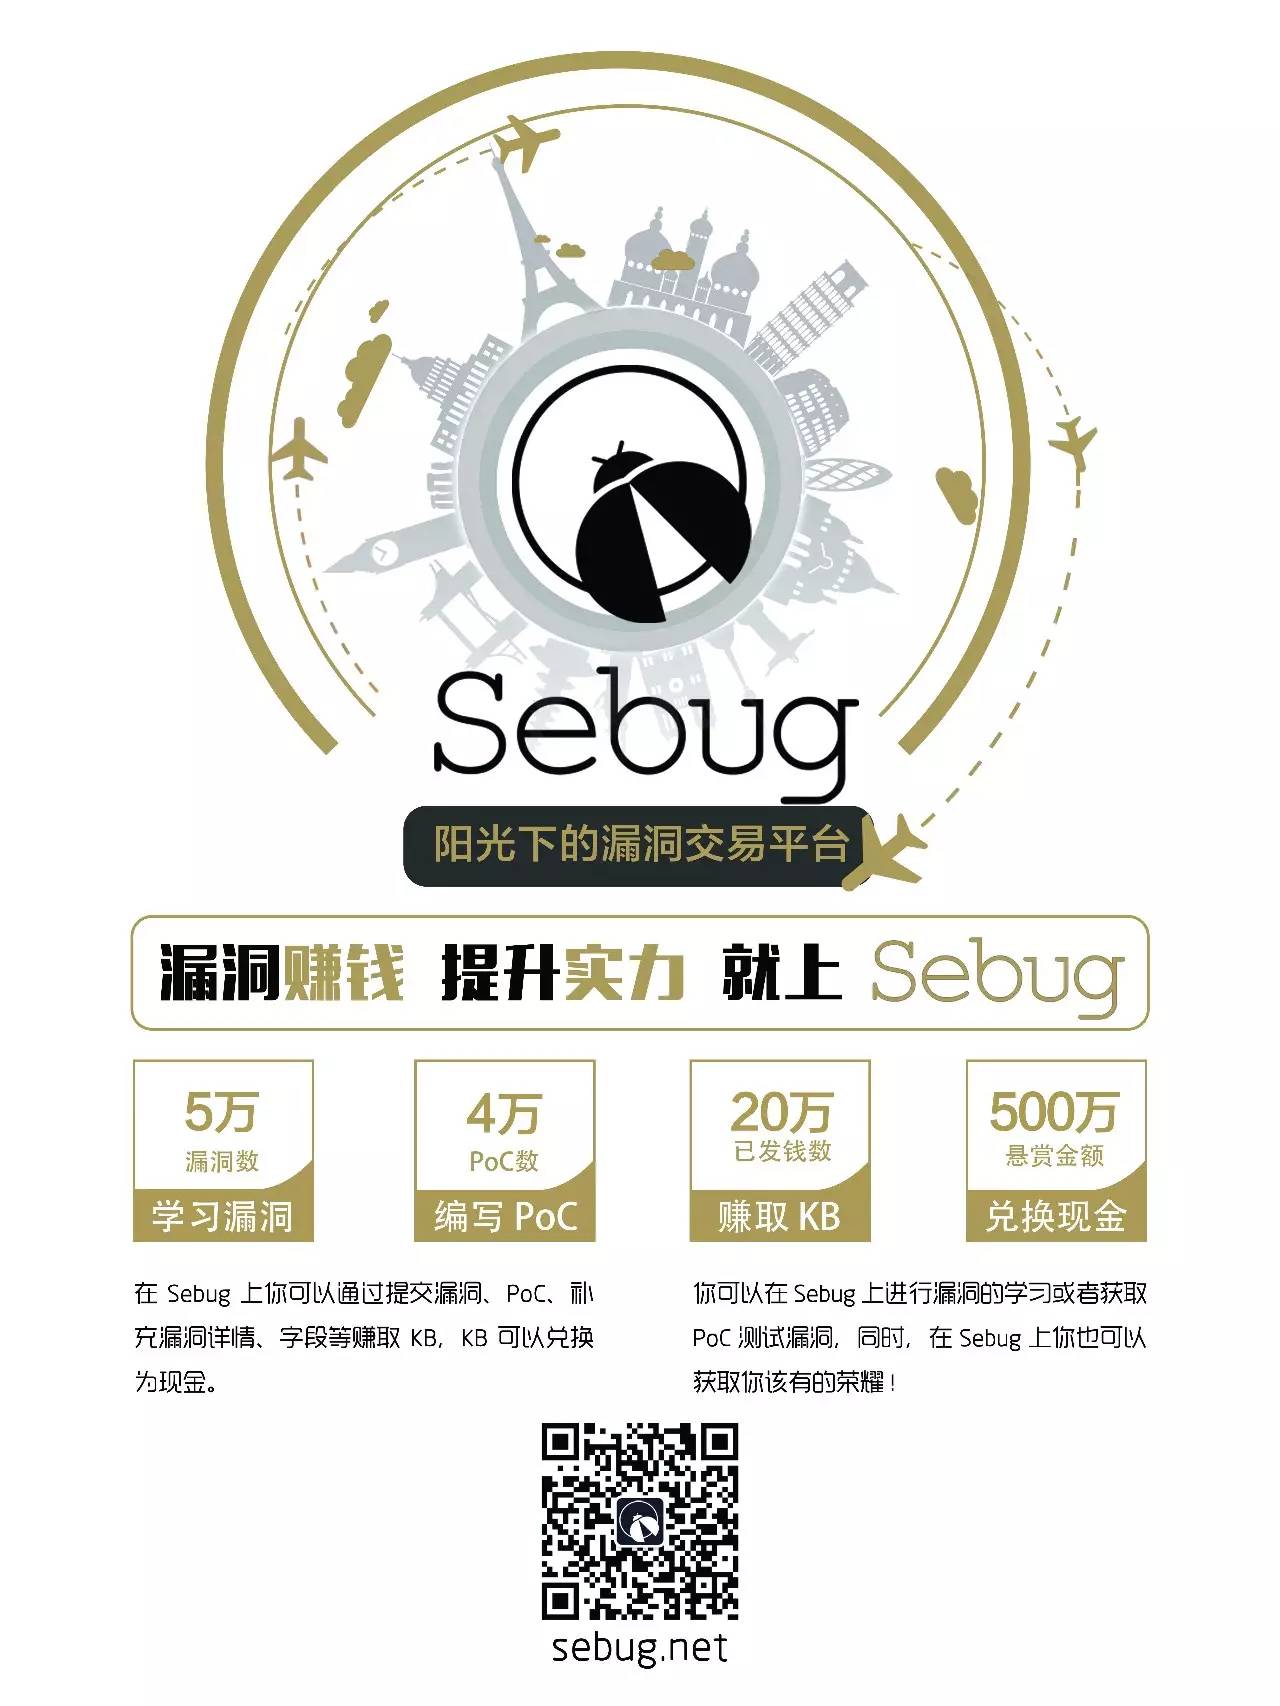 Sebug
阳光下的漏洞交易平台
漏洞赚钱 提升实力 就上 Sebug
5万
漏洞数
学习漏洞
4万
PoC数
编写 PoC
20万
已发钱数
赚取 KB
500万
悬赏金额
兑换现金
在 Sebug 上你可以通过提交漏洞、PoC、补
充漏洞详情、字段等赚取 KB，KB 可以兑换
为现金。
你可以在 Sebug 上进行漏洞的学习或者获取
PoC 测试漏洞，同时，在 Sebug 上你也可以
获取你该有的荣耀！
sebug.net